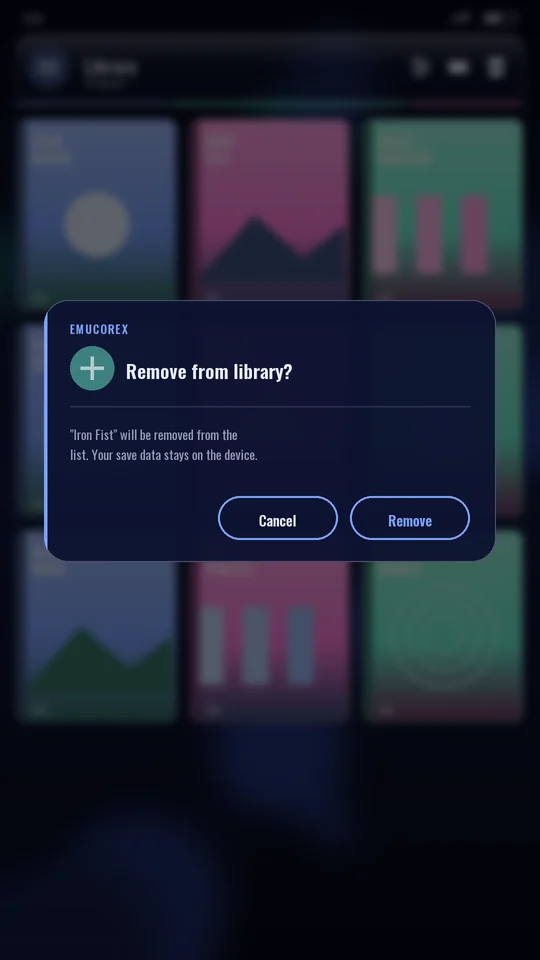 EMUCOREX
Remove from library?
"Iron Fist" will be removed from the
list. Your save data stays on the device.
Cancel
Remove